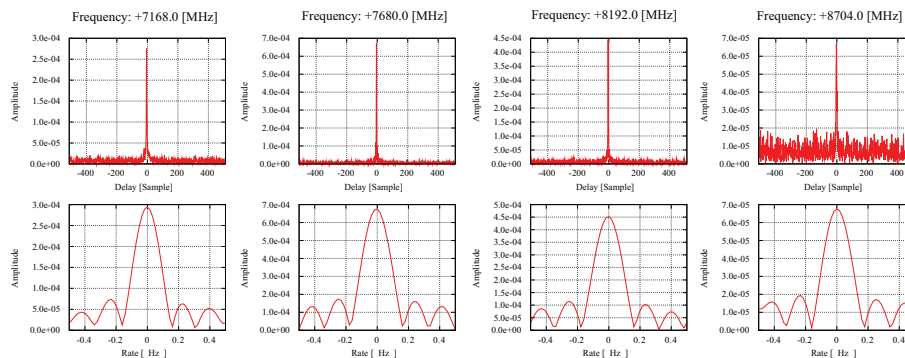 Frequency: +7168.0 [MHz]
Frequency: +7680.0 [MHz]
Frequency: +8192.0 [MHz]
Frequency: +8704.0 [MHz]
Amplitude
3.0e-04
2.5e-04
2.0e-04
1.5e-04
1.0e-04
5.0e-05
0.0e+00
-400 -200 0 200 400
Delay [Sample]
Amplitude
7.0e-04
6.0e-04
5.0e-04
4.0e-04
3.0e-04
2.0e-04
1.0e-04
0.0e+00
-400 -200 0 200 400
Delay [Sample]
Amplitude
4.5e-04
4.0e-04
3.5e-04
3.0e-04
2.5e-04
2.0e-04
1.5e-04
1.0e-04
5.0e-05
0.0e+00
-400 -200 0 200 400
Delay [Sample]
Amplitude
7.0e-05
6.0e-05
5.0e-05
4.0e-05
3.0e-05
2.0e-05
1.0e-05
0.0e+00
-400 -200 0 200 400
Delay [Sample]
Amplitude
3.0e-04
2.5e-04
2.0e-04
1.5e-04
1.0e-04
5.0e-05
0.0e+00
-0.4 -0.2 0 0.2 0.4
Rate [ Hz ]
Amplitude
7.0e-04
6.0e-04
5.0e-04
4.0e-04
3.0e-04
2.0e-04
1.0e-04
0.0e+00
-0.4 -0.2 0 0.2 0.4
Rate [ Hz ]
Amplitude
5.0e-04
4.5e-04
4.0e-04
3.5e-04
3.0e-04
2.5e-04
2.0e-04
1.5e-04
1.0e-04
5.0e-05
0.0e+00
-0.4 -0.2 0 0.2 0.4
Rate [ Hz ]
Amplitude
7.0e-05
6.0e-05
5.0e-05
4.0e-05
3.0e-05
2.0e-05
1.0e-05
0.0e+00
-0.4 -0.2 0 0.2 0.4
Rate [ Hz ]